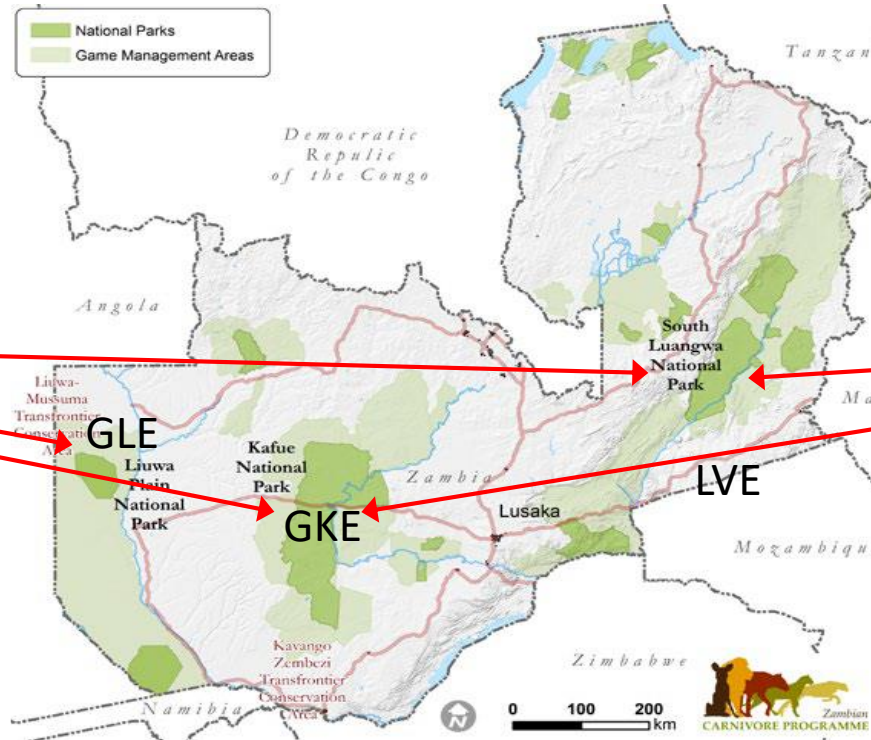 National Parks
Game Management Areas
Tanzan
Democratic
Repulic
of the Congo
Angola
South
Luangwa
National
Park
Liuwa-
Mussuma
Transfrontier
Conservation
Area
GLE
Liuwa
Plain
National
Park
Kafue
National
Park
Zambia
Ma
GKE
LVE
Lusaka
Mozambiqu
Kavango
Zembezi
Transfrontier
Conservation
Area
Zimbabwe
Namibia
N
0 100 200
km
Zambian
CARNIVORE PROGRAMME